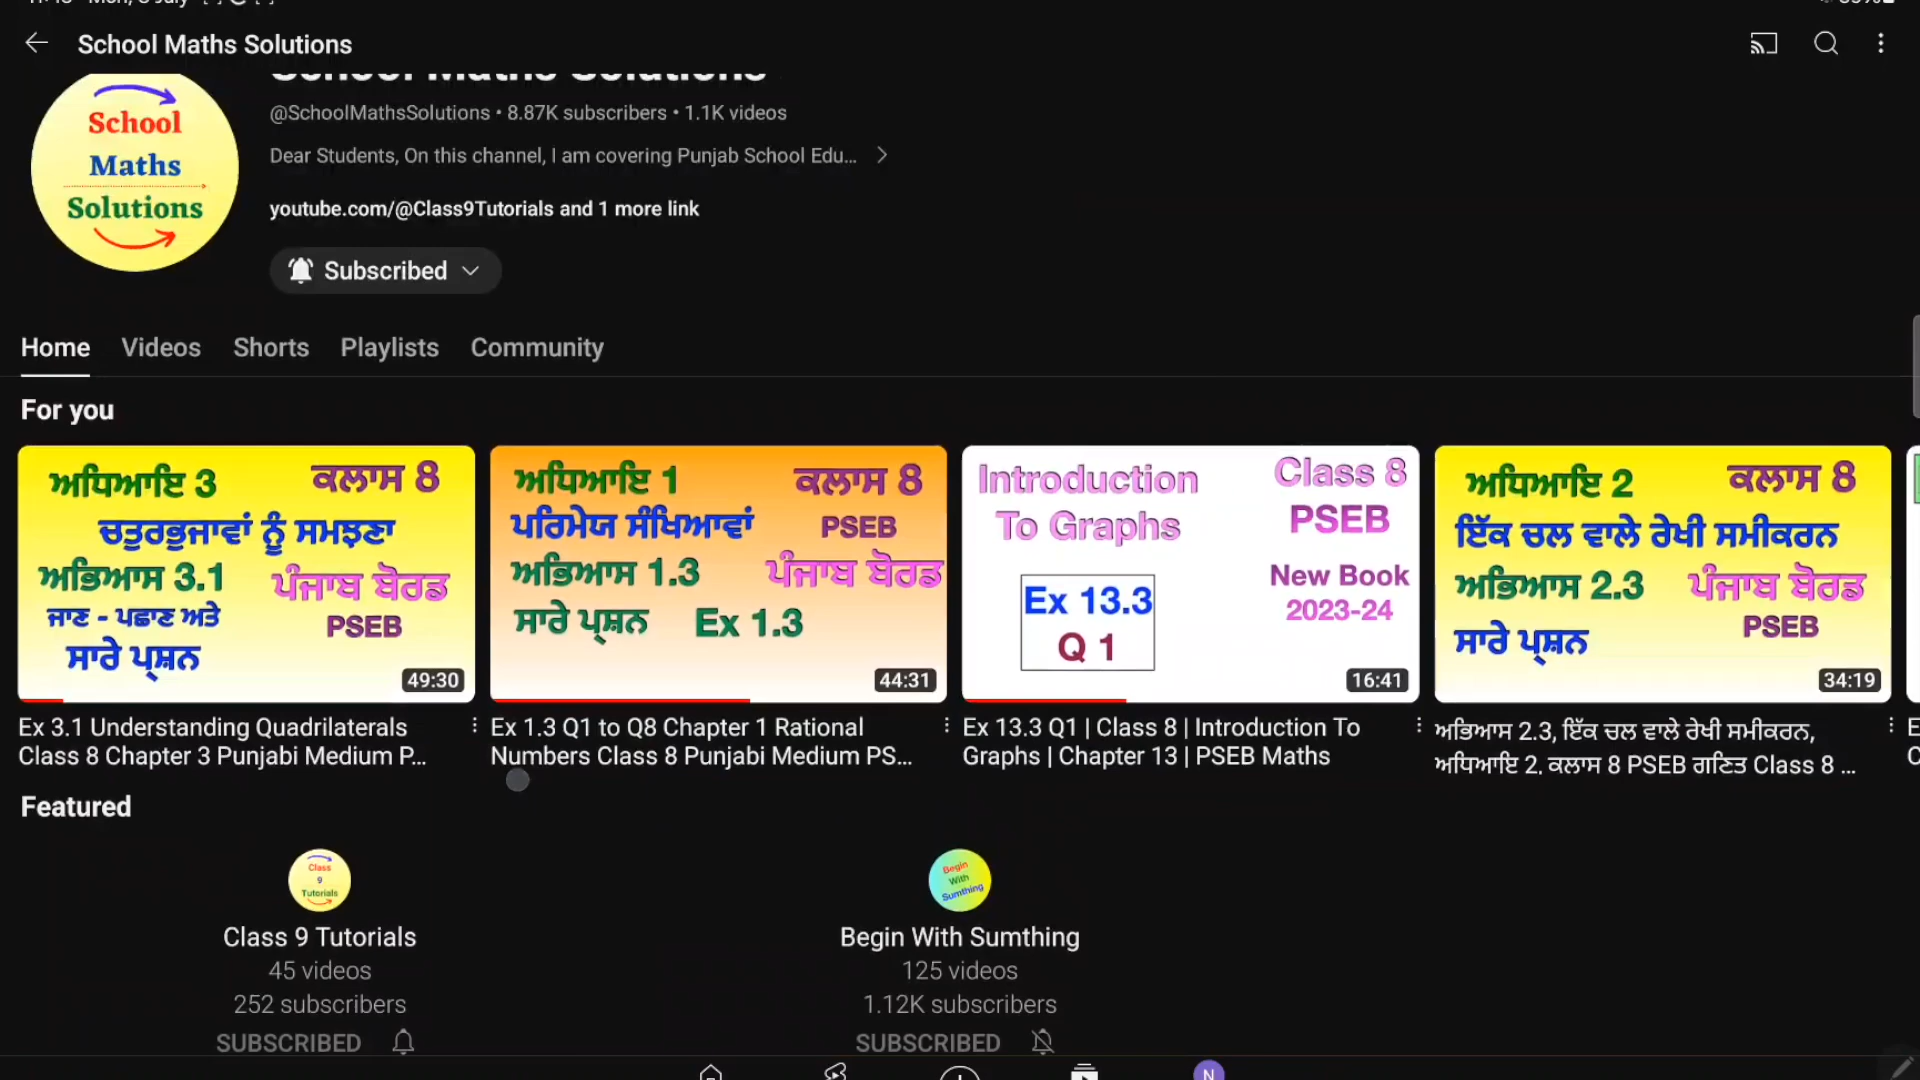 School Maths Solutions
School
Maths
Solutions
School Maths Solutions
@SchoolMathsSolutions • 8.87K subscribers • 1.1K videos
Dear Students, On this channel, I am covering Punjab School Edu...
youtube.com/@Class9Tutorials and 1 more link
Subscribed
Home Videos Shorts Playlists Community
For you
ਅਧਿਆਇ 3 ਕਲਾਸ 8
ਚਤੁਰਭੁਜਾਵਾਂ ਨੂੰ ਸਮਝਣਾ
ਅਭਿਆਸ 3.1 ਪੰਜਾਬ ਬੋਰਡ
ਜਾਣ - ਪਛਾਣ ਅਤੇ PSEB
ਸਾਰੇ ਪ੍ਰਸ਼ਨ
49:30
Ex 3.1 Understanding Quadrilaterals
Class 8 Chapter 3 Punjabi Medium P...
ਅਧਿਆਇ 1 ਕਲਾਸ 8
ਪਰਿਮੇਯ ਸੰਖਿਆਵਾਂ PSEB
ਅਭਿਆਸ 1.3 ਪੰਜਾਬ ਬੋਰਡ
ਸਾਰੇ ਪ੍ਰਸ਼ਨ Ex 1.3
44:31
Ex 1.3 Q1 to Q8 Chapter 1 Rational
Numbers Class 8 Punjabi Medium PS...
Introduction Class 8
To Graphs PSEB
New Book
2023-24
Ex 13.3
Q 1
16:41
Ex 13.3 Q1 | Class 8 | Introduction To
Graphs | Chapter 13 | PSEB Maths
ਅਧਿਆਇ 2 ਕਲਾਸ 8
ਇੱਕ ਚਲ ਵਾਲੇ ਰੇਖੀ ਸਮੀਕਰਨ
ਅਭਿਆਸ 2.3 ਪੰਜਾਬ ਬੋਰਡ
PSEB
ਸਾਰੇ ਪ੍ਰਸ਼ਨ
34:19
ਅਭਿਆਸ 2.3, ਇੱਕ ਚਲ ਵਾਲੇ ਰੇਖੀ ਸਮੀਕਰਨ,
ਅਧਿਆਇ 2, ਕਲਾਸ 8 PSEB ਗਣਿਤ Class 8 ...
Featured
Class
9
Tutorials
Class 9 Tutorials
45 videos
252 subscribers
SUBSCRIBED
Begin
With
Sumthing
Begin With Sumthing
125 videos
1.12K subscribers
SUBSCRIBED
N